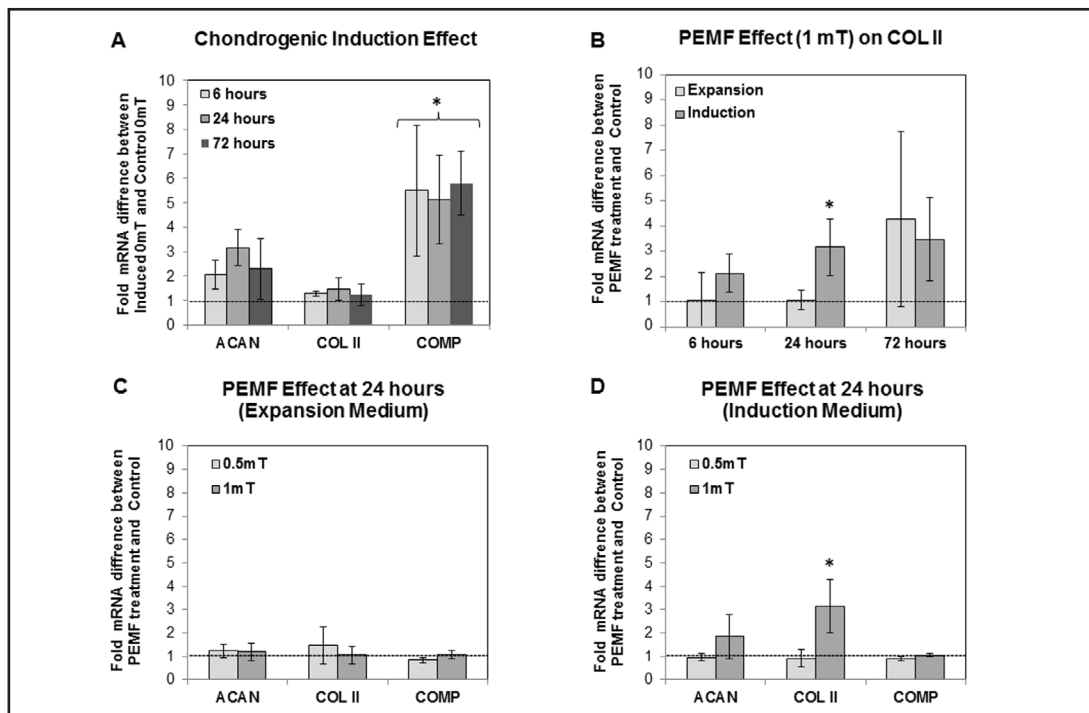 A
Chondrogenic Induction Effect
Fold mRNA diffrence between
Induced 0mT and Control 0mT
10
9
8
7
6
5
4
3
2
1
0
6 hours
24 hours
72 hours
*
ACAN
COL II
COMP
B
PEMF Effect (1 mT) on COL II
Fold mRNA difference between
PEMF treatment and Control
10
9
8
7
6
5
4
3
2
1
0
Expansion
Induction
*
6 hours
24 hours
72 hours
C
PEMF Effect at 24 hours
(Expansion Medium)
Fold mRNA diffrence between
PEMF treatment and Control
10
9
8
7
6
5
4
3
2
1
0
0.5mT
1mT
ACAN
COL II
COMP
D
PEMF Effect at 24 hours
(Induction Medium)
Fold mRNA diffrence between
PEMF treatment and Control
10
9
8
7
6
5
4
3
2
1
0
0.5mT
1mT
*
ACAN
COL II
COMP